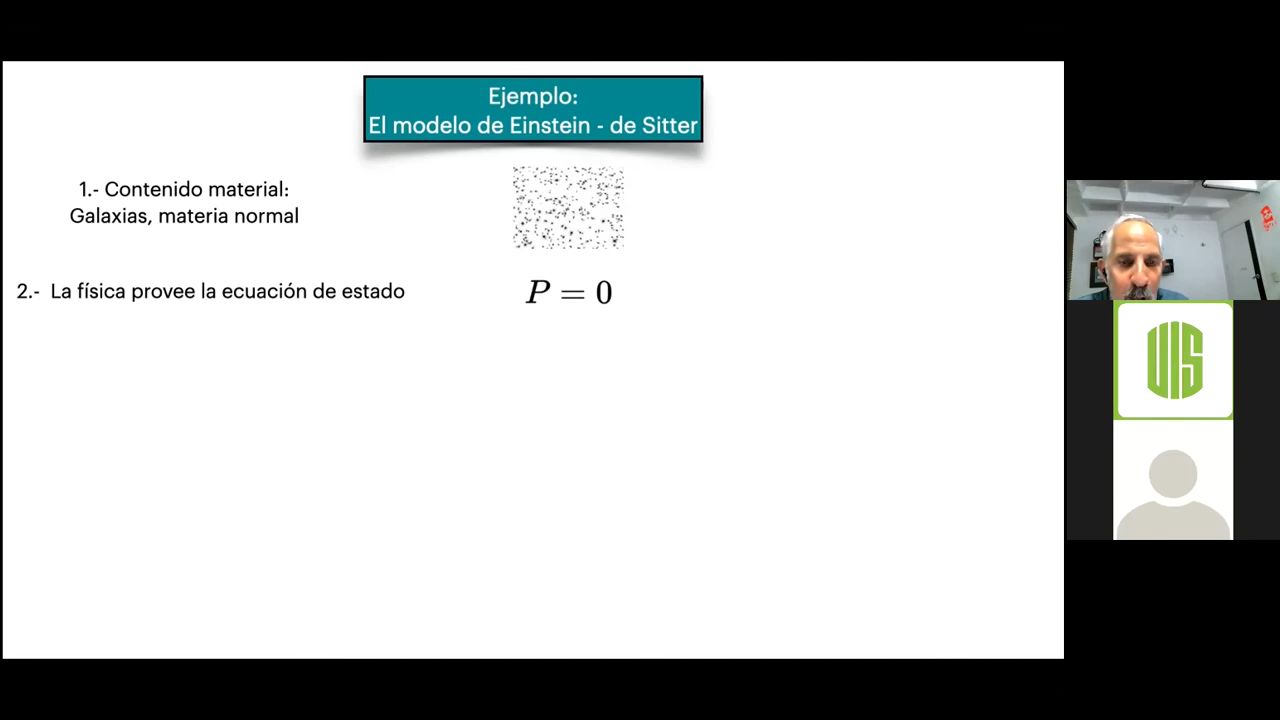 Ejemplo:
El modelo de Einstein - de Sitter
1.- Contenido material:
Galaxias, materia normal
2.- La física provee la ecuación de estado
P = 0
UIS